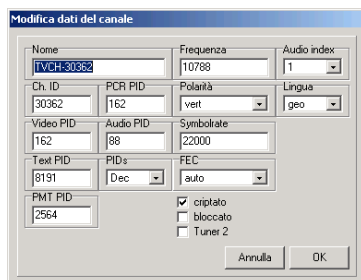 Modifica dati del canale
Nome Frequenza Audio index
TVCH-30362 10788 1
Ch. ID PCR PID Polarità Lingua
30362 162 vert geo
Video PID Audio PID Symbolrate
162 88 22000
Text PID PIDs FEC
8191 Dec auto
PMT PID
2564
criptato
bloccato
Tuner 2
Annulla OK